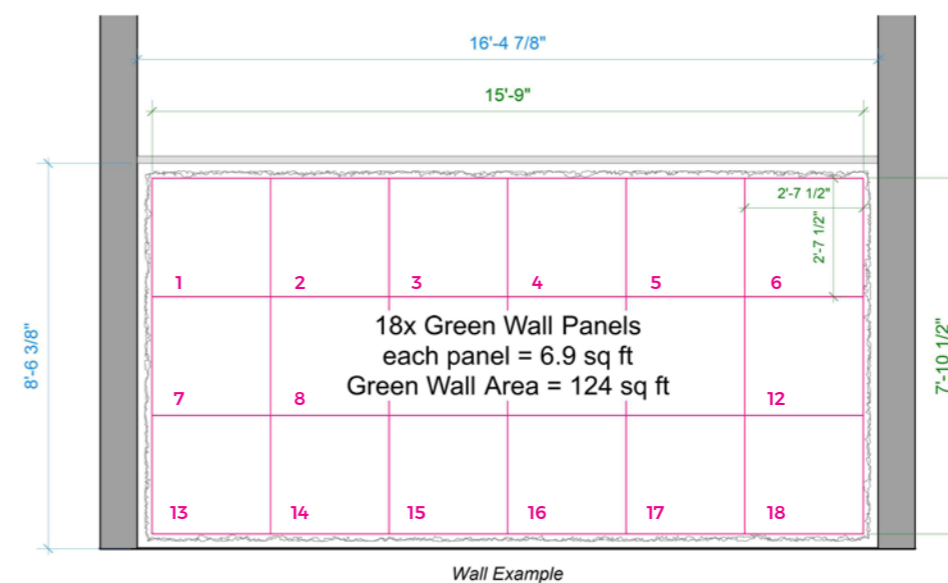 16'-4 7/8"
15'-9"
2'-7 1/2"
2'-7 1/2"
1 2 3 4 5 6
18x Green Wall Panels
each panel = 6.9 sq ft
Green Wall Area = 124 sq ft
8'-6 3/8"
7'-10 1/2"
7 8 12
13 14 15 16 17 18
Wall Example